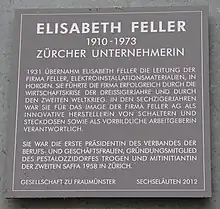 ELISABETH FELLER
1910-1973
ZÜRCHER UNTERNEHMERIN
1931 ÜBERNAHM ELISABETH FELLER DIE LEITUNG DER
FIRMA FELLER, ELEKTROINSTALLATIONSMATERIALIEN, IN
HORGEN. SIE FÜHRTE DIE FIRMA ERFOLGREICH DURCH DIE
WIRTSCHAFTSKRISE DER DREISSIGERJAHRE UND DURCH
DEN ZWEITEN WELTKRIEG. IN DEN SECHZIGERJAHREN
WAR SIE FÜR DAS IMAGE DER FIRMA FELLER AG ALS
INNOVATIVE HERSTELLERIN VON SCHALTERN UND
STECKDOSEN SOWIE ALS VORBILDLICHE ARBEITGEBERIN
VERANTWORTLICH.
SIE WAR DIE ERSTE PRÄSIDENTIN DES VERBANDES DER
BERUFS- UND GESCHÄFTSFRAUEN, GRÜNDUNGSMITGLIED
DES PESTALOZZIDORFES TROGEN UND MITINITIANTIN
DER ZWEITEN SAFFA 1958 IN ZÜRICH.
GESELLSCHAFT ZU FRAUMÜNSTER SECHSELÄUTEN 2012